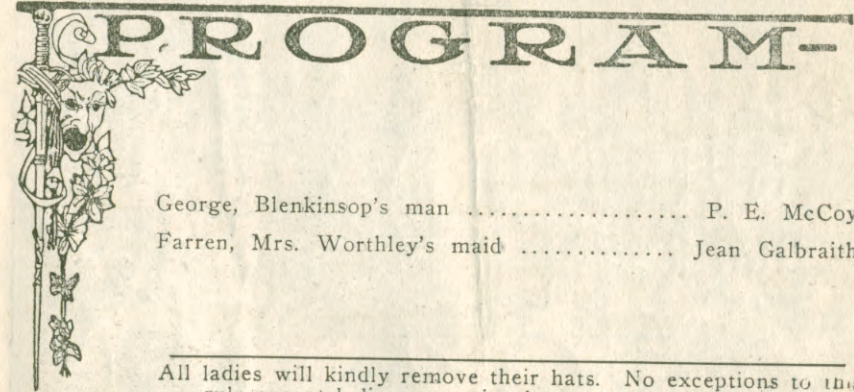 PROGRAM-
George, Blenkinsop's man .................... P. E. McCoy
Farren, Mrs. Worthley's maid .............. Jean Galbraith
All ladies will kindly remove their hats. No exceptions to